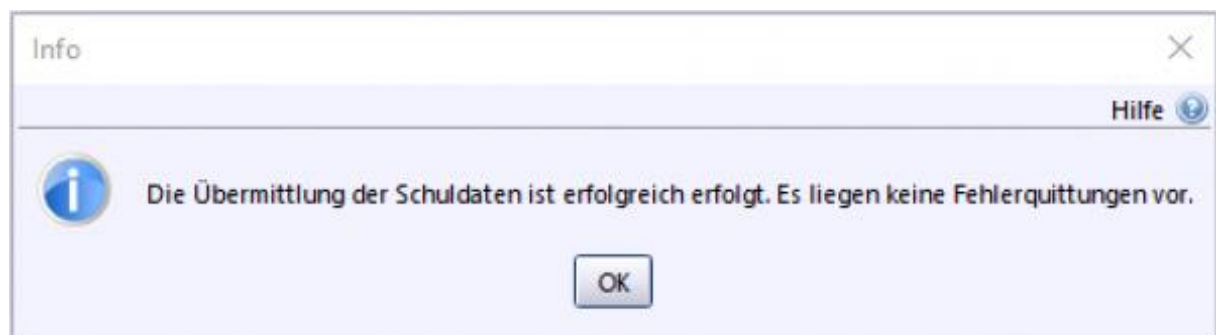 Info
Hilfe
Die Übermittlung der Schuldaten ist erfolgreich erfolgt. Es liegen keine Fehlerquittungen vor.
OK